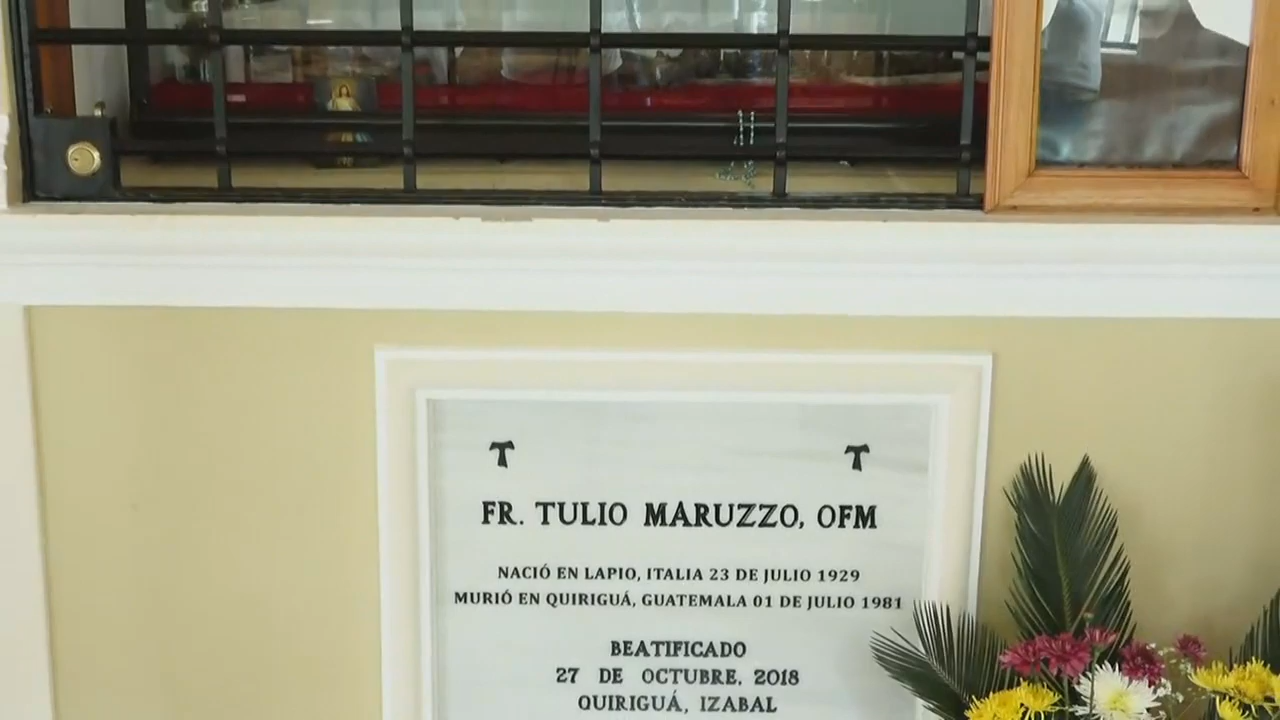 FR. TULIO MARUZZO, OFM
NACIÓ EN LAPIO, ITALIA 23 DE JULIO 1929
MURIÓ EN QUIRIGUÁ, GUATEMALA 01 DE JULIO 1981
BEATIFICADO
27 DE OCTUBRE. 2018
QUIRIGUÁ, IZABAL